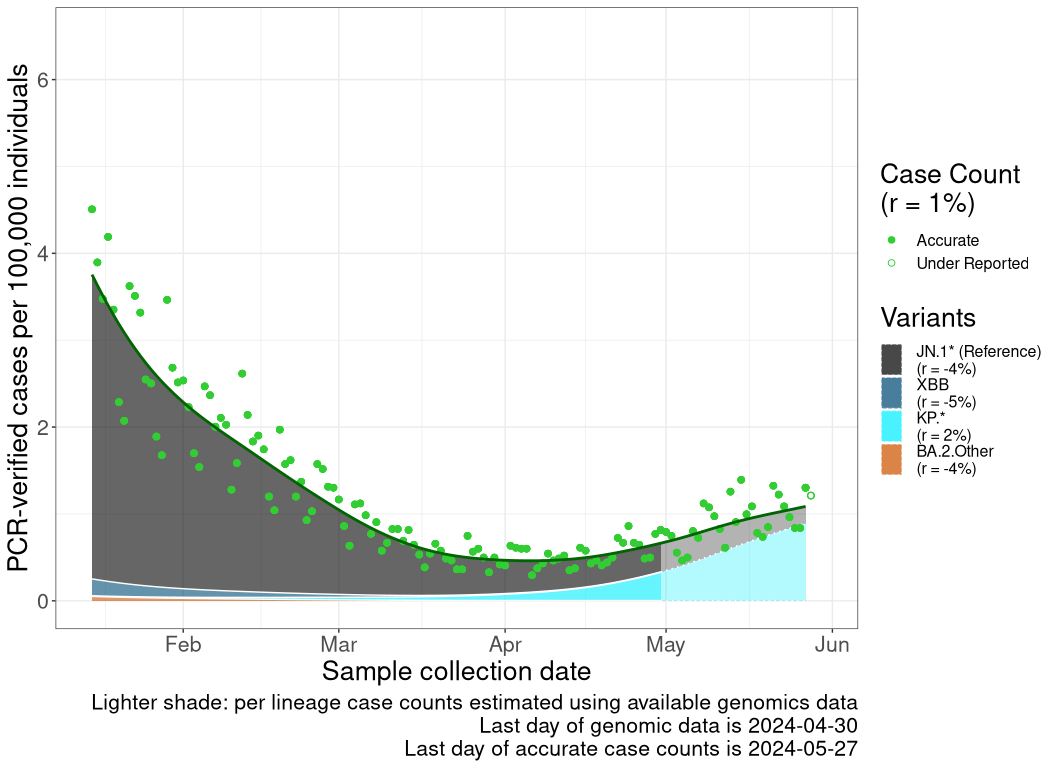 PCR-verified cases per 100,000 individuals
6
4
2
0
Feb
Mar
Apr
May
Jun
Sample collection date
Lighter shade: per lineage case counts estimated using available genomics data
Last day of genomic data is 2024-04-30
Last day of accurate case counts is 2024-05-27
Case Count
(r = 1%)
Accurate
Under Reported
Variants
JN.1* (Reference)
(r = -4%)
XBB
(r = -5%)
KP.*
(r = 2%)
BA.2.Other
(r = -4%)